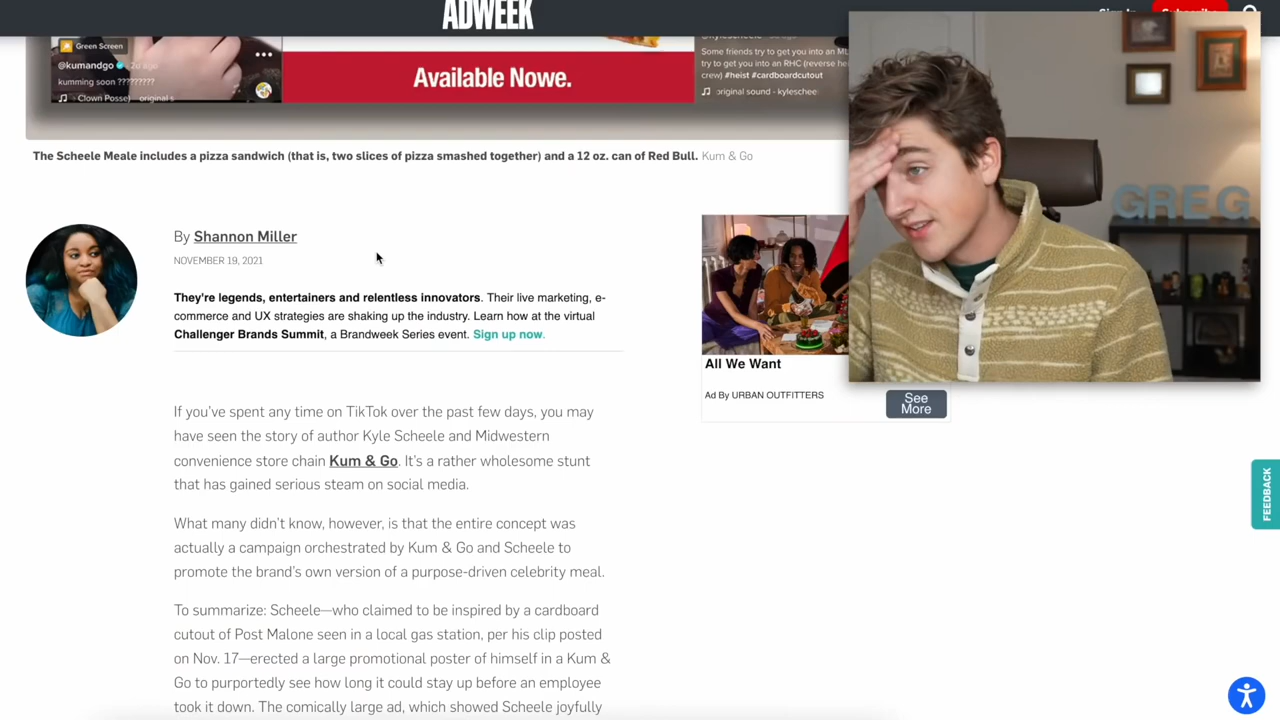 ADWEEK
Green Screen
@kumandgo 2d ago
kumming soon ?????????
Clown Posse) original s
Available Nowe.
Some friends try to get you into an
you into an RHC (reverse he
crew) #heist #cardboardcutout
original sound - kyleschee
The Scheele Meale includes a pizza sandwich (that is, two slices of pizza smashed together) and a 12 oz. can of Red Bull. Kum & Go
GREG
By Shannon Miller
NOVEMBER 19, 2021
They're legends, entertainers and relentless innovators. Their live marketing, e-
commerce and UX strategies are shaking up the industry. Learn how at the virtual
Challenger Brands Summit, a Brandweek Series event. Sign up now.
All We Want
Ad By URBAN OUTFITTERS
See
More
If you've spent any time on TikTok over the past few days, you may
have seen the story of author Kyle Scheele and Midwestern
convenience store chain Kum & Go. It's a rather wholesome stunt
that has gained serious steam on social media.
FEEDBACK
What many didn't know, however, is that the entire concept was
actually a campaign orchestrated by Kum & Go and Scheele to
promote the brand's own version of a purpose-driven celebrity meal.
To summarize: Scheele—who claimed to be inspired by a cardboard
cutout of Post Malone seen in a local gas station, per his clip posted
on Nov. 17—erected a large promotional poster of himself in a Kum &
Go to purportedly see how long it could stay up before an employee
took it down. The comically large ad, which showed Scheele joyfully